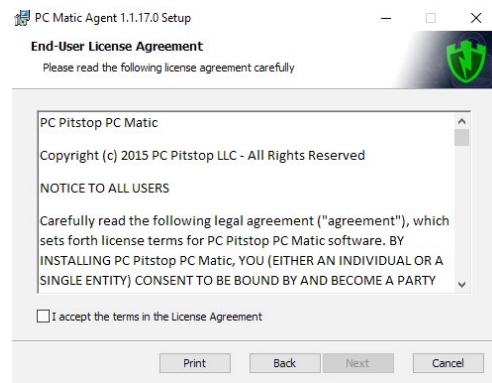 PC Matic Agent 1.1.17.0 Setup
End-User License Agreement
Please read the following license agreement carefully
PC Pitstop PC Matic
Copyright (c) 2015 PC Pitstop LLC - All Rights Reserved
NOTICE TO ALL USERS
Carefully read the following legal agreement ("agreement"), which
sets forth license terms for PC Pitstop PC Matic software. BY
INSTALLING PC Pitstop PC Matic, YOU (EITHER AN INDIVIDUAL OR A
SINGLE ENTITY) CONSENT TO BE BOUND BY AND BECOME A PARTY
I accept the terms in the License Agreement
Print Back Next Cancel